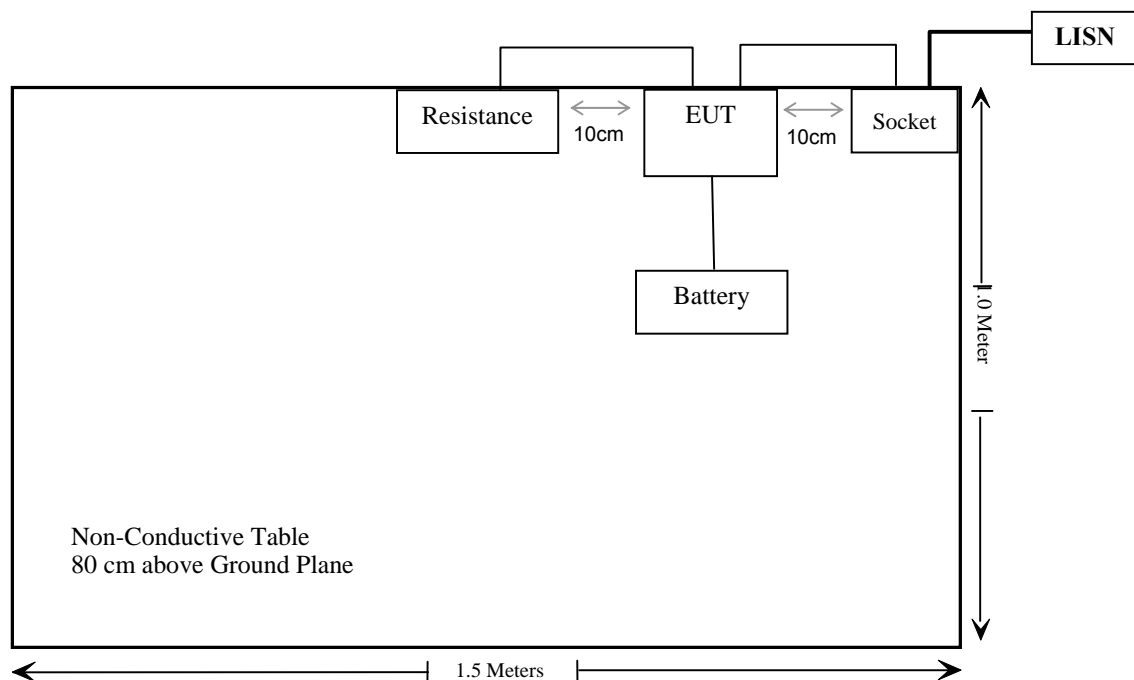 LISN
Resistance
EUT
Socket
10cm
10cm
Battery
1.0 Meter
Non-Conductive Table
80 cm above Ground Plane
1.5 Meters